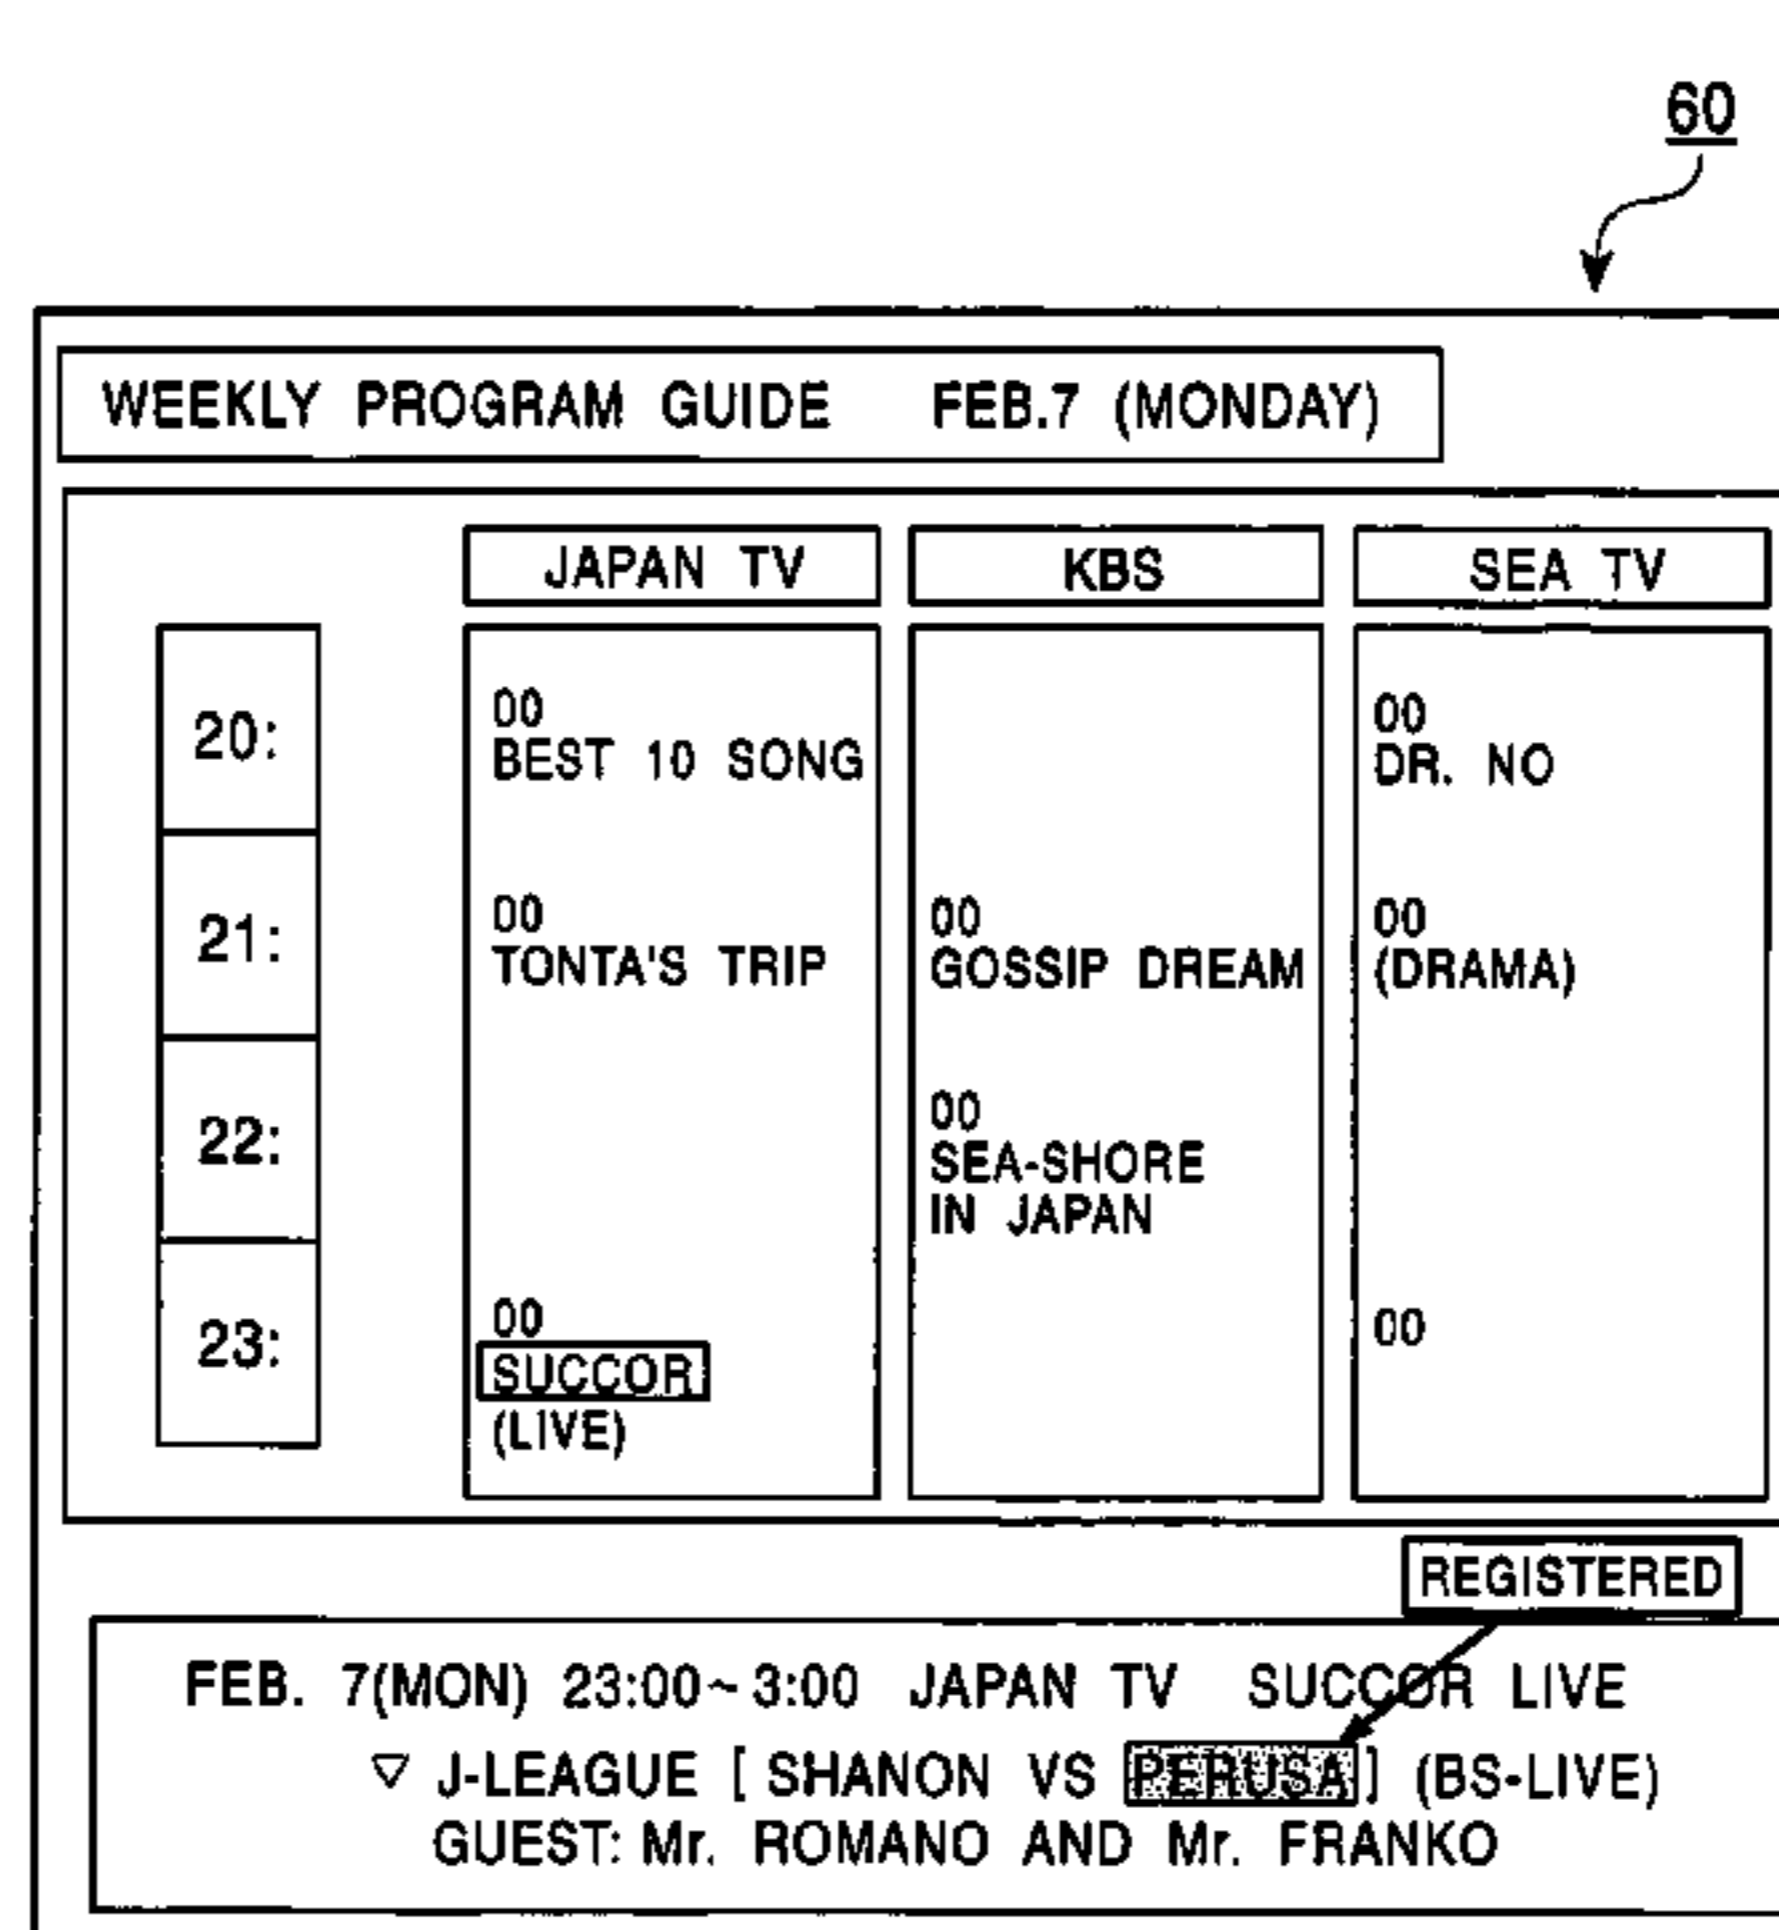 60
WEEKLY PROGRAM GUIDE FEB.7 (MONDAY)
JAPAN TV KBS SEA TV
20:
21:
22:
23:
00
BEST 10 SONG
00
TONTA'S TRIP
00
SUCCOR
(LIVE)
00
GOSSIP DREAM
00
SEA-SHORE
IN JAPAN
00
DR. NO
00
(DRAMA)
00
REGISTERED
FEB. 7(MON) 23:00~3:00 JAPAN TV SUCCOR LIVE
▽ J-LEAGUE [ SHANON VS PERUSA] (BS-LIVE)
GUEST: Mr. ROMANO AND Mr. FRANKO